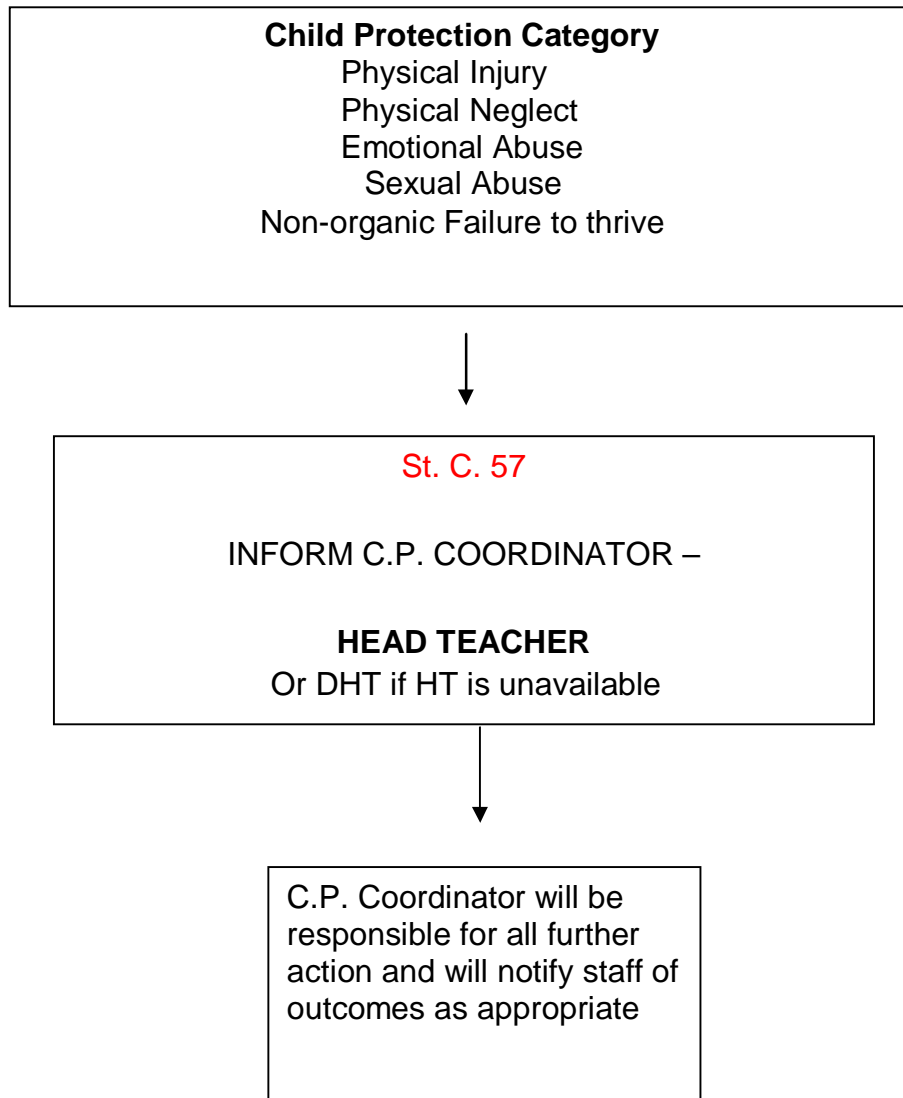 Child Protection Category
Physical Injury
Physical Neglect
Emotional Abuse
Sexual Abuse
Non-organic Failure to thrive
St. C. 57
INFORM C.P. COORDINATOR –
HEAD TEACHER
Or DHT if HT is unavailable
C.P. Coordinator will be
responsible for all further
action and will notify staff of
outcomes as appropriate